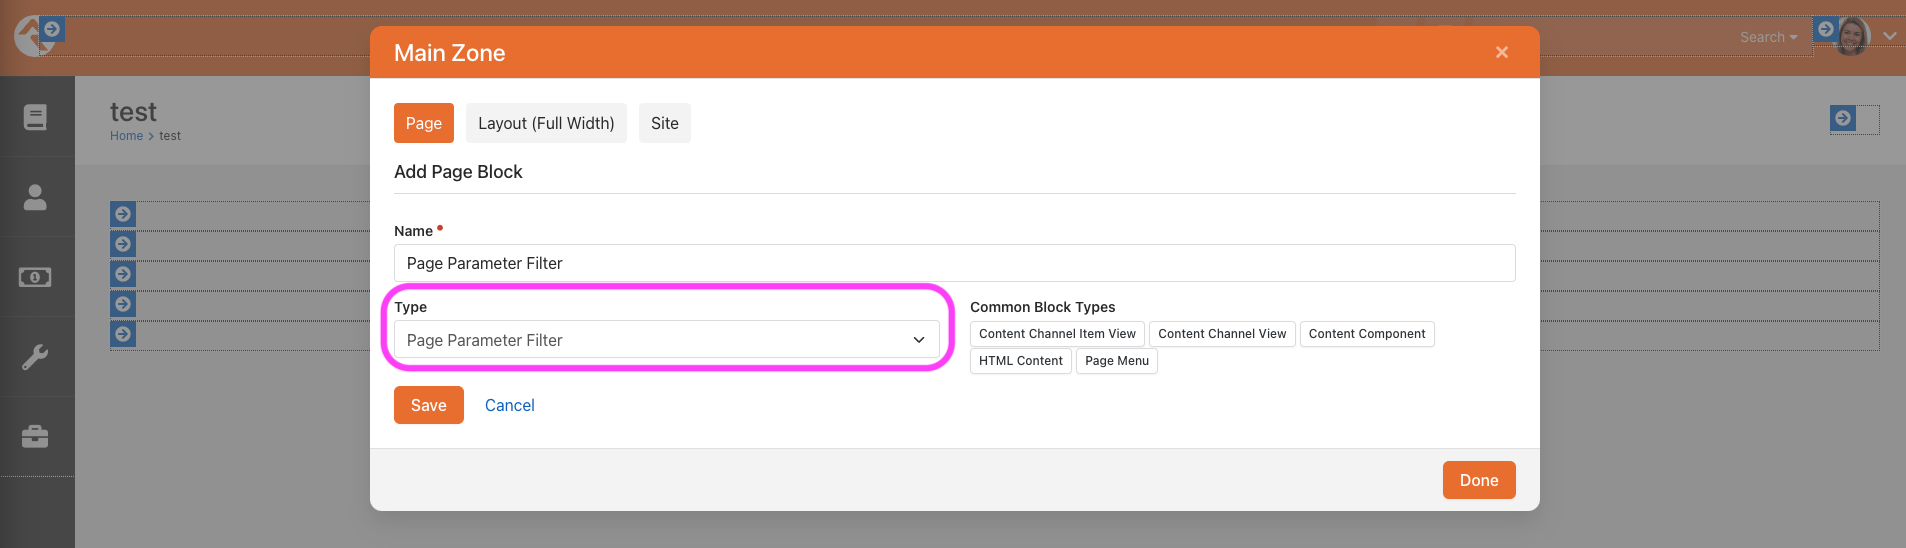 Search
Main Zone
×
test
Home > test
Page
Layout (Full Width)
Site
Add Page Block
Name
Page Parameter Filter
Type
Page Parameter Filter
Common Block Types
Content Channel Item View
Content Channel View
Content Component
HTML Content
Page Menu
Save
Cancel
Done